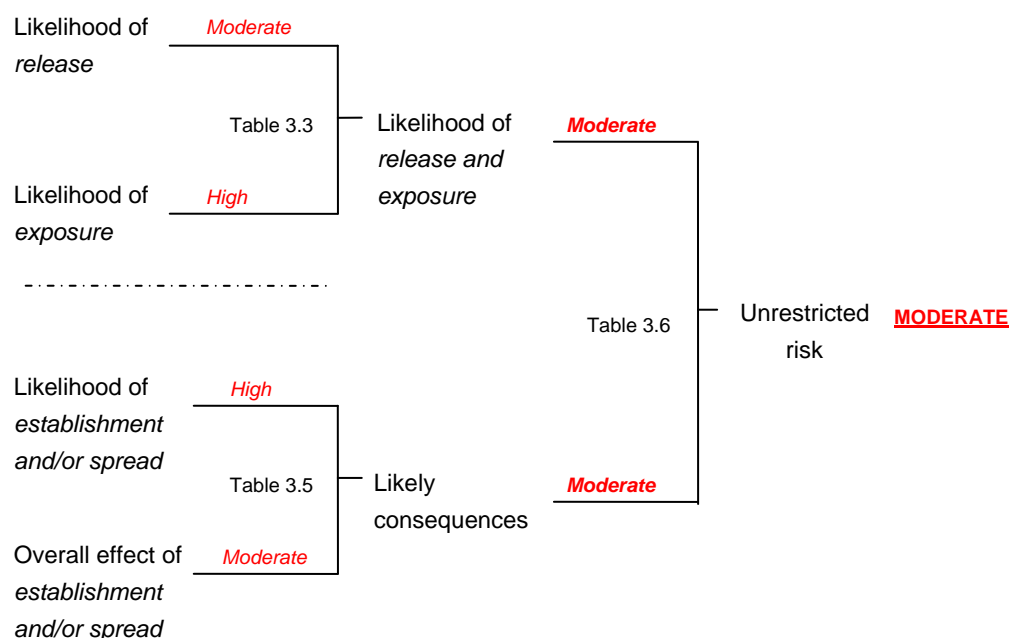 Likelihood of
release
Moderate
Table 3.3
Likelihood of
exposure
High
Likelihood of
release and
exposure
Moderate
Likelihood of
establishment
and/or spread
High
Table 3.5
Overall effect of
establishment
and/or spread
Moderate
Likely
consequences
Moderate
Table 3.6
Unrestricted
risk
MODERATE